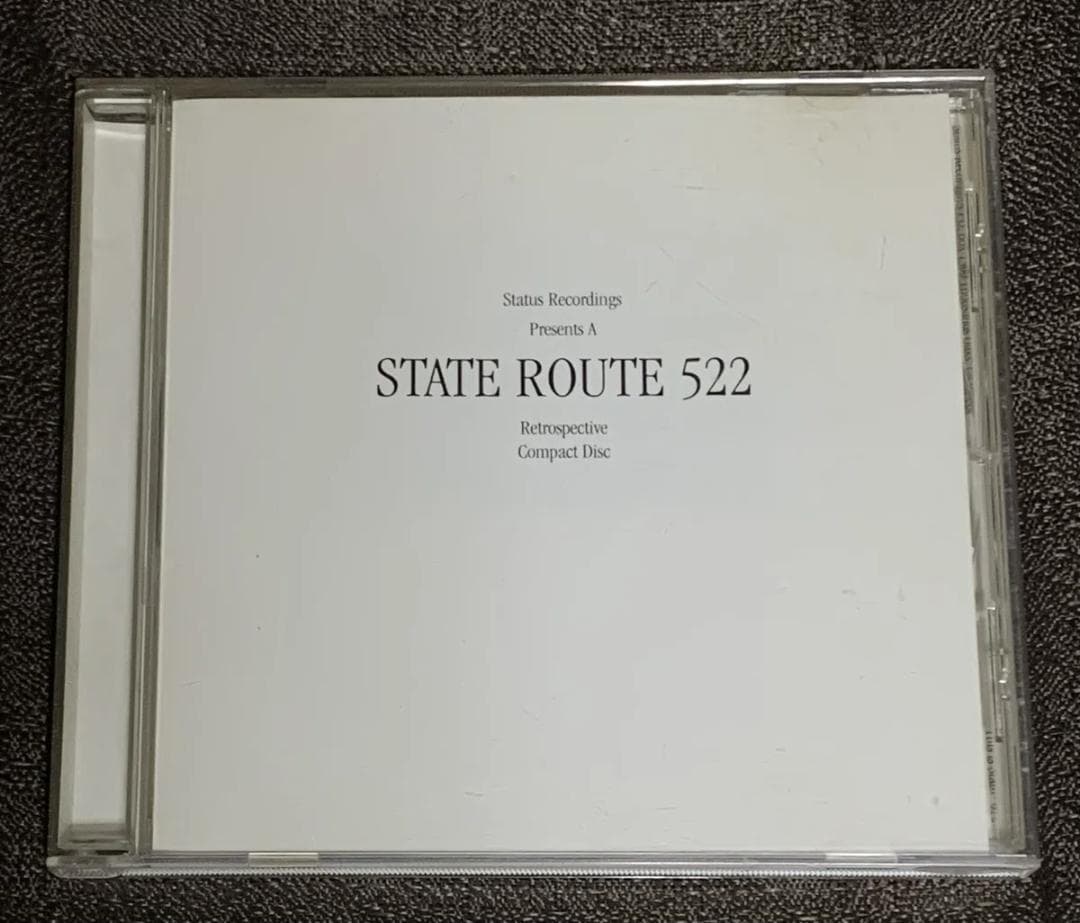 Status Recordings
Presents A
STATE ROUTE 522
Retrospective
Compact Disc